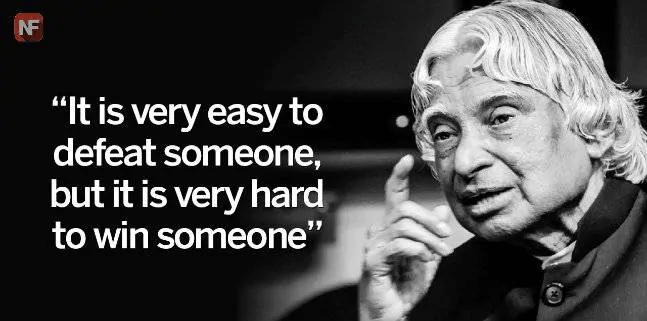 NF
“It is very easy to
defeat someone,
but it is very hard
to win someone”